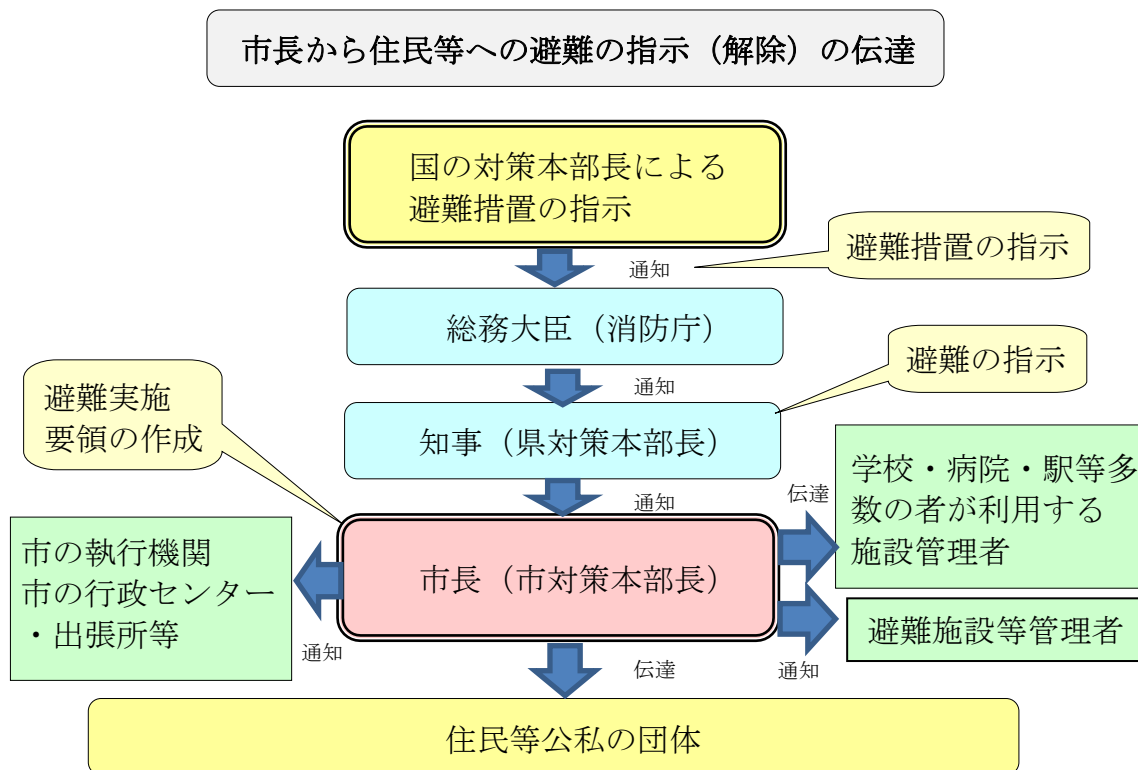 市長から住民等への避難の指示（解除）の伝達
国の対策本部長による
避難措置の指示
通知
避難措置の指示
総務大臣（消防庁）
通知
避難の指示
避難実施
要領の作成
知事（県対策本部長）
通知
伝達
学校・病院・駅等多
数の者が利用する
施設管理者
市の執行機関
市の行政センター
・出張所等
通知
市長（市対策本部長）
避難施設等管理者
通知
伝達
住民等公私の団体